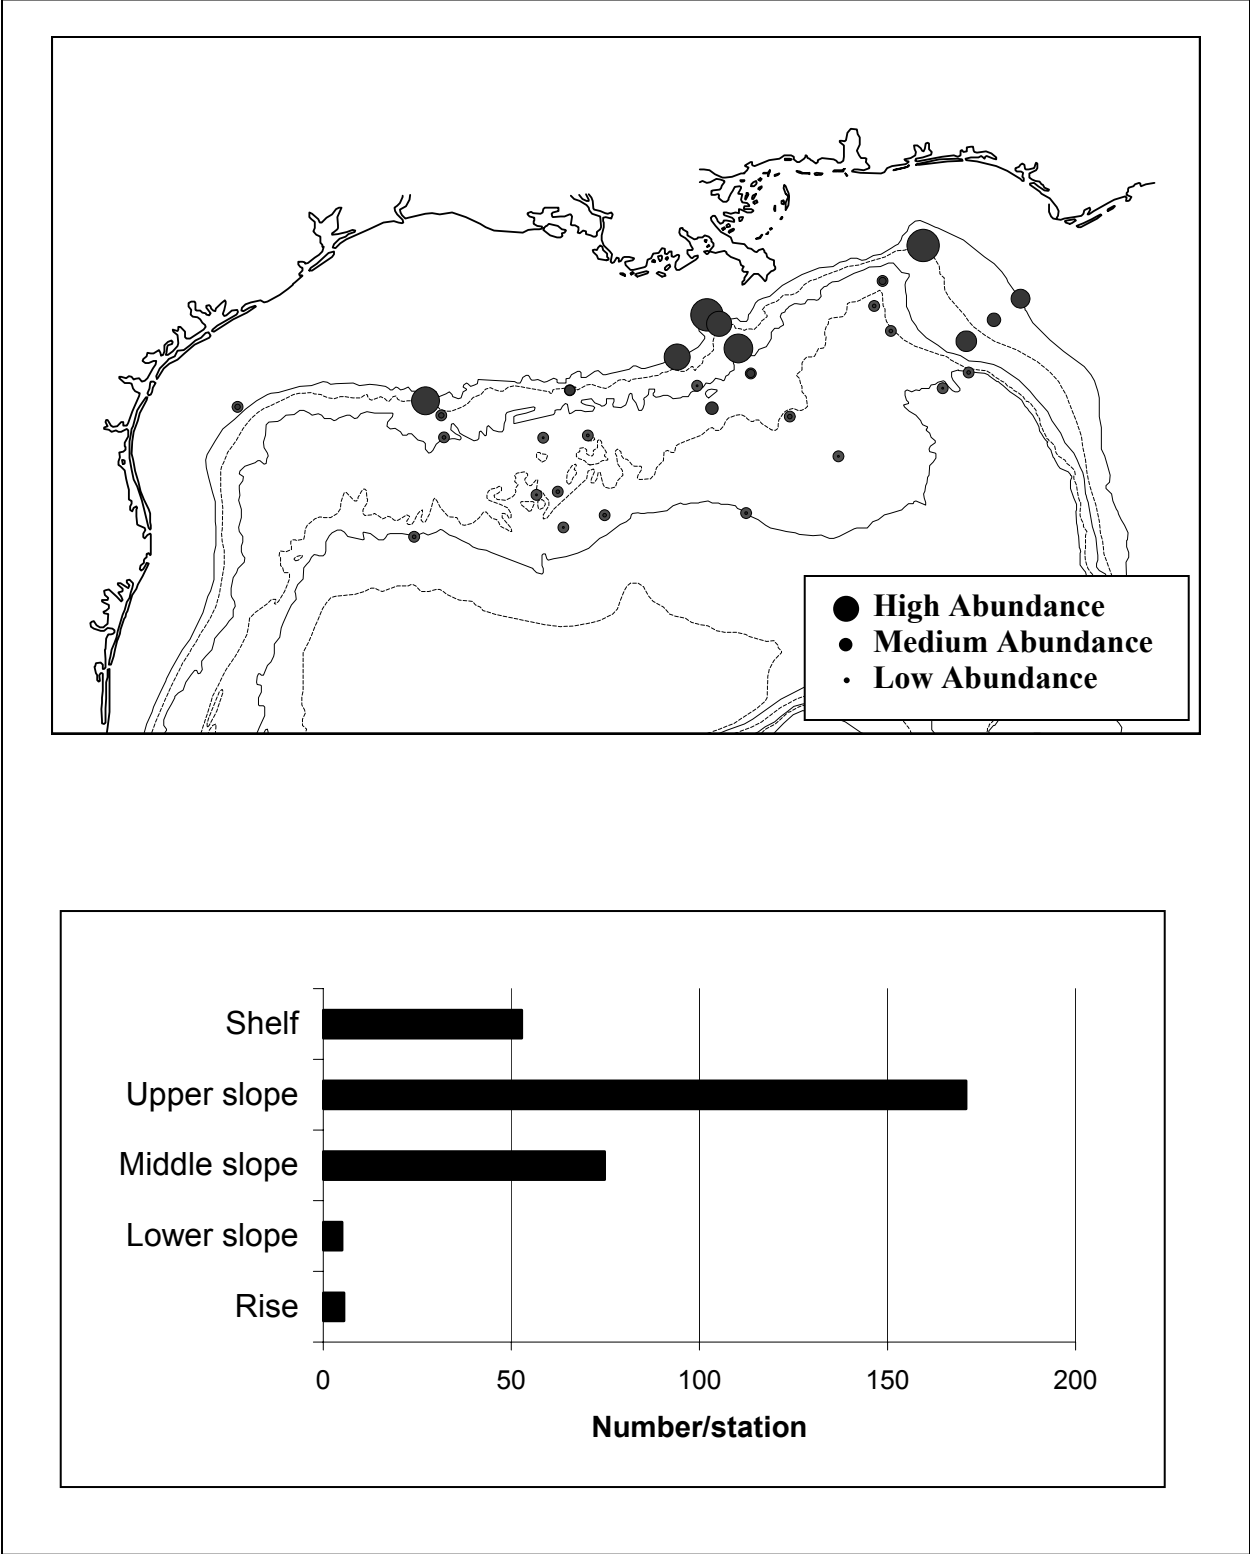 High Abundance
Medium Abundance
Low Abundance
Shelf
Upper slope
Middle slope
Lower slope
Rise
0 50 100 150 200
Number/station